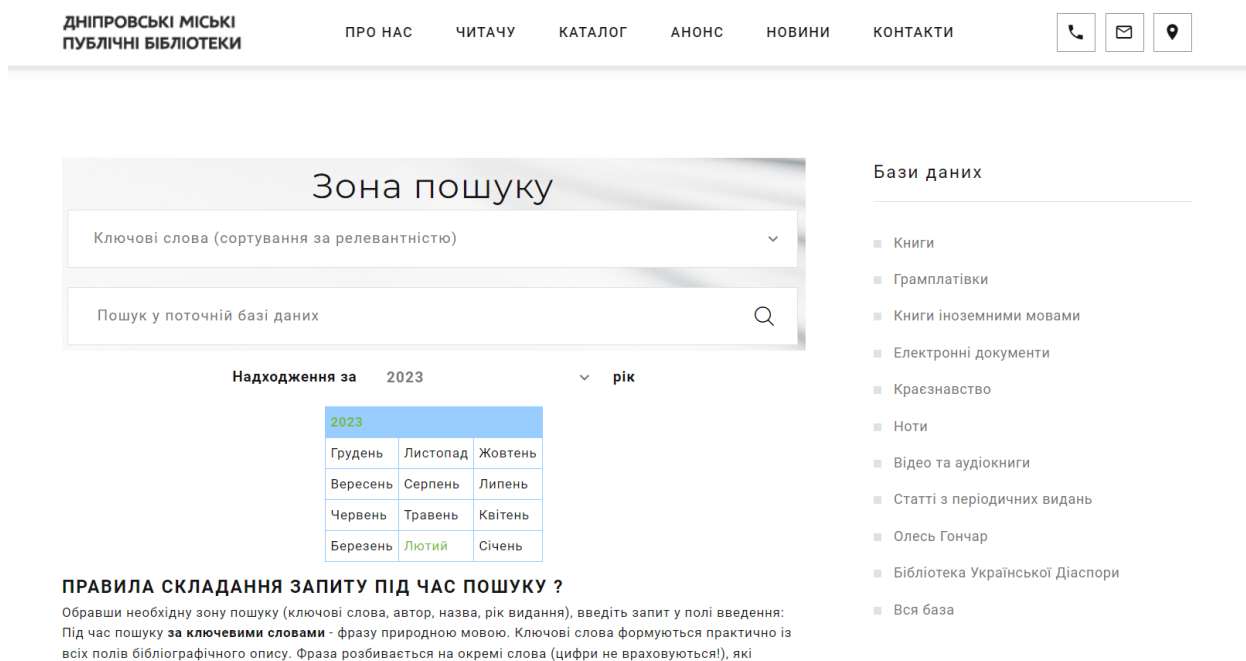 ДНІПРОВСЬКІ МІСЬКІ
ПУБЛІЧНІ БІБЛІОТЕКИ
ПРО НАС ЧИТАЧУ КАТАЛОГ АНОНС НОВИНИ КОНТАКТИ
Зона пошуку
Ключові слова (сортування за релевантністю)
Пошук у поточній базі даних
Надходження за 2023 рік
2023
Грудень Листопад Жовтень
Вересень Серпень Липень
Червень Травень Квітень
Березень Лютий Січень
ПРАВИЛА СКЛАДАННЯ ЗАПИТУ ПІД ЧАС ПОШУКУ ?
Обравши необхідну зону пошуку (ключові слова, автор, назва, рік видання), введіть запит у полі введення:
Під час пошуку за ключевими словами - фразу природною мовою. Ключові слова формуються практично із
всіх полів бібліографічного опису. Фраза розбивається на окремі слова (цифри не враховуються!), які
Бази даних
Книги
Грамплатівки
Книги іноземними мовами
Електронні документи
Краєзнавство
Ноти
Відео та аудіокниги
Статті з періодичних видань
Олесь Гончар
Бібліотека Української Діаспори
Вся база